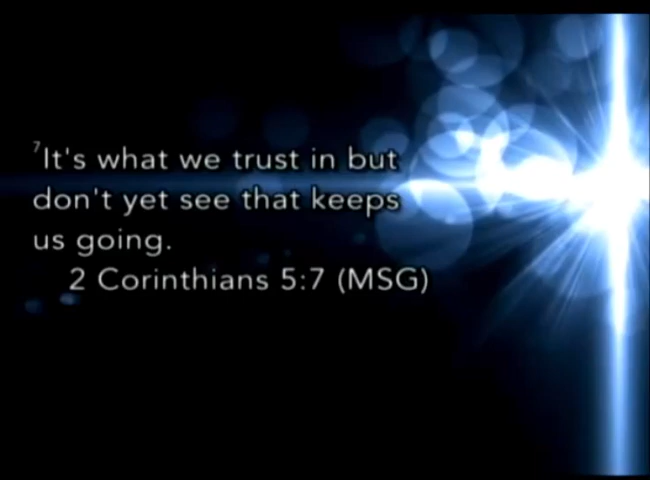 ⁷It's what we trust in but
don't yet see that keeps
us going.
2 Corinthians 5:7 (MSG)